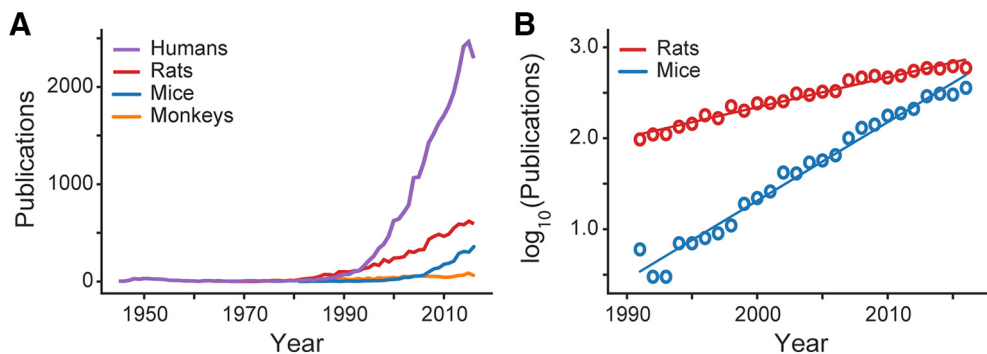 A
Humans
Rats
Mice
Monkeys
Publications
2000
1000
0
1950
1970
1990
2010
Year
B
Rats
Mice
log10(Publications)
3.0
2.0
1.0
1990
2000
2010
Year